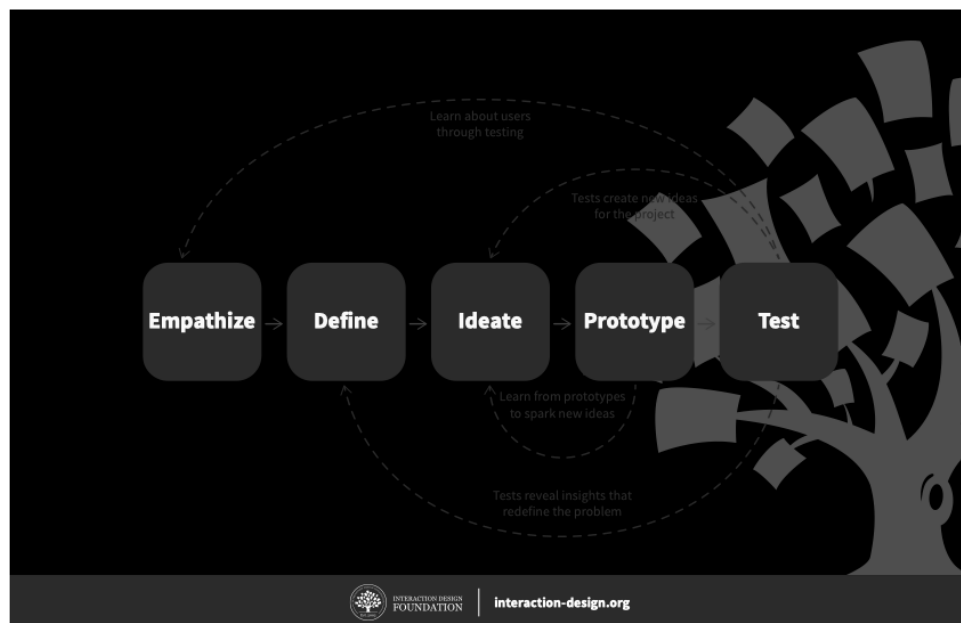 Learn about users
through testing
Tests create new ideas
for the project
Empathize
Define
Ideate
Prototype
Test
Learn from prototypes
to spark new ideas
Tests reveal insights that
redefine the problem
INTERACTION DESIGN
FOUNDATION
interaction-design.org